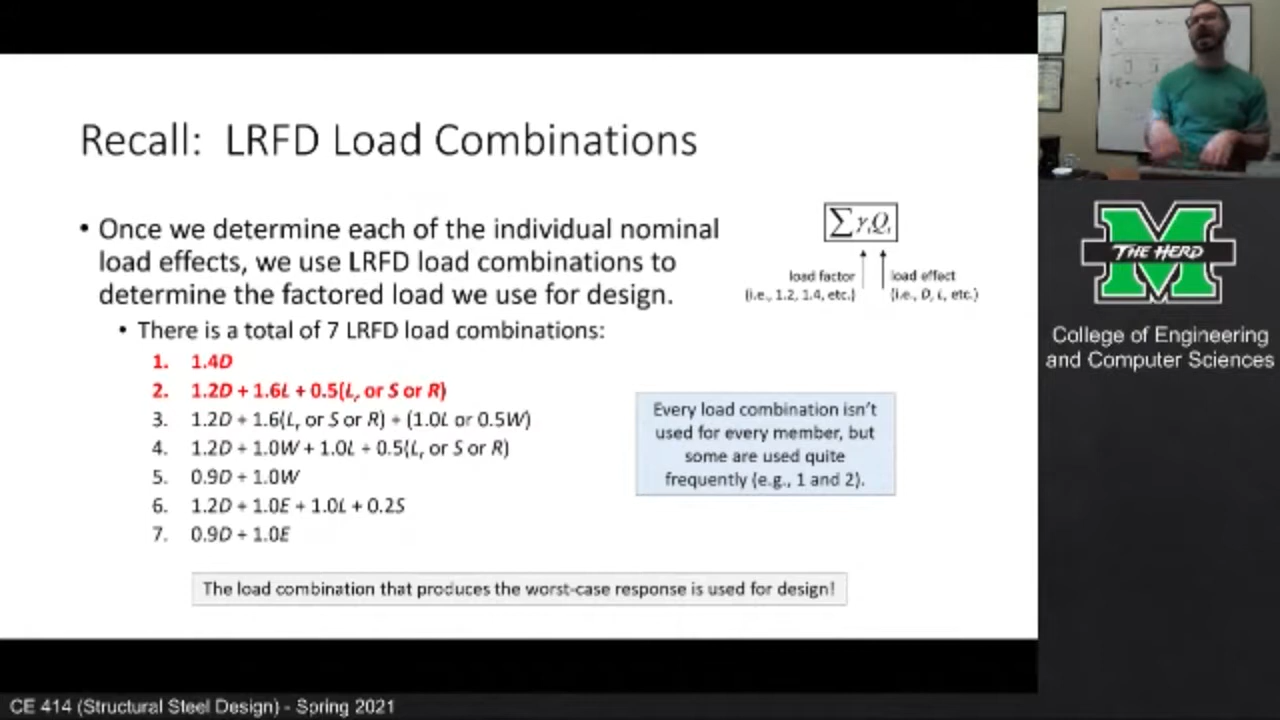 Recall: LRFD Load Combinations
• Once we determine each of the individual nominal
load effects, we use LRFD load combinations to
determine the factored load we use for design.
• There is a total of 7 LRFD load combinations:
1. 1.4D
2. 1.2D + 1.6L + 0.5(Lr or S or R)
3. 1.2D + 1.6(Lr or S or R) + (1.0L or 0.5W)
4. 1.2D + 1.0W + 1.0L + 0.5(Lr or S or R)
5. 0.9D + 1.0W
6. 1.2D + 1.0E + 1.0L + 0.2S
7. 0.9D + 1.0E
∑γiQi
load factor
(i.e., 1.2, 1.4, etc.)
load effect
(i.e., D, L, etc.)
Every load combination isn't
used for every member, but
some are used quite
frequently (e.g., 1 and 2).
The load combination that produces the worst-case response is used for design!
THE HERD
College of Engineering
and Computer Sciences
CE 414 (Structural Steel Design) - Spring 2021